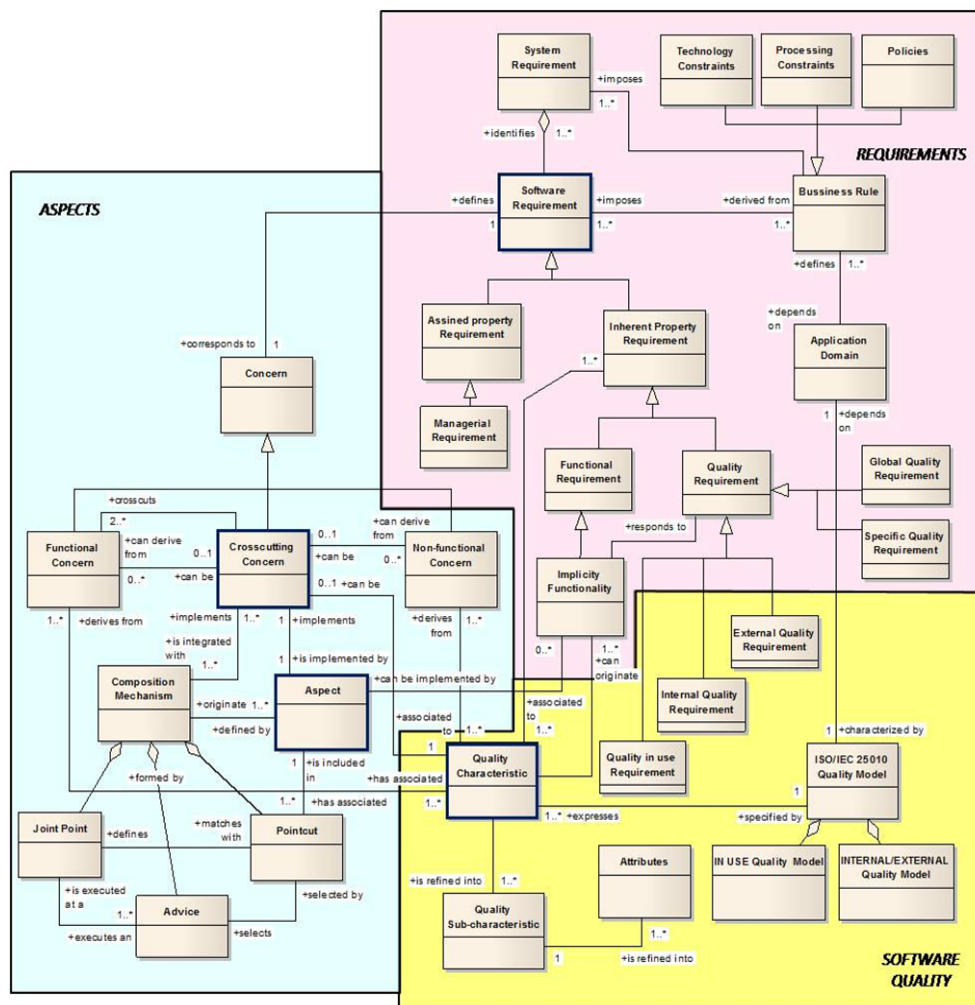 System
Requirement
Technology
Constraints
Processing
Constraints
Policies
+imposes
1..*
+identifies
1..*
REQUIREMENTS
ASPECTS
Software
Requirement
Bussiness Rule
+defines
1
+imposes
1..*
+derived from
1..*
+defines
1..*
Assined property
Requirement
Inherent Property
Requirement
+depends
on
Application
Domain
+corresponds to
1
1..*
Concern
Managerial
Requirement
1
+depends
on
Functional
Requirement
Quality
Requirement
Global Quality
Requirement
Specific Quality
Requirement
+crosscuts
2..*
+can derive
from
0..1
0..*
+can be
Functional
Concern
Crosscutting
Concern
0..1
+can derive
from
+can be
0..*
0..1
+can be
Non-functional
Concern
+responds to
Implicity
Functionality
1..*
+derives from
+implements
1..*
1
+implements
+derives
from
1..*
0..*
1..*
+can
originate
External Quality
Requirement
+is integrated
with
1..*
1
+is implemented by
Composition
Mechanism
Aspect
+can be implemented by
Internal Quality
Requirement
+originate
1..*
+defined by
+associated
to
1..*
1
+associated
to
1..*
Quality in use
Requirement
1
+characterized by
+formed by
1
+is included
in
1..*
+has associated
+has associated
1..*
Quality
Characteristic
ISO/IEC 25010
Quality Model
1
1..*
+expresses
+specified by
Joint Point
+defines
+matches
with
Pointcut
Attributes
IN USE Quality Model
INTERNAL/EXTERNAL
Quality Model
+is executed
at a
1..*
+executes an
Advice
+selected by
+selects
+is refined into
1..*
Quality
Sub-characteristic
1
1..*
+is refined into
SOFTWARE
QUALITY